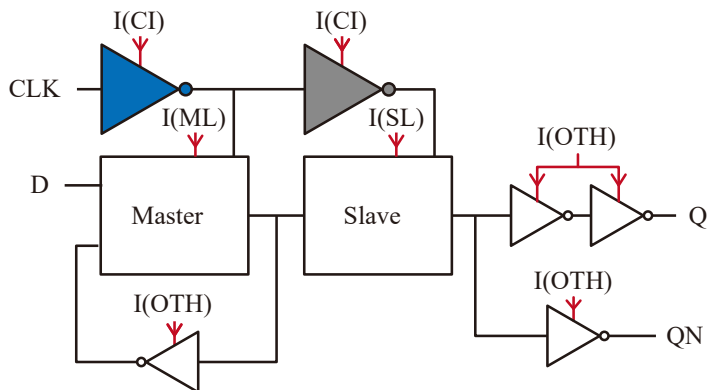 I(CI)
I(CI)
CLK
I(ML)
I(SL)
I(OTH)
D
Master
Slave
Q
I(OTH)
I(OTH)
QN